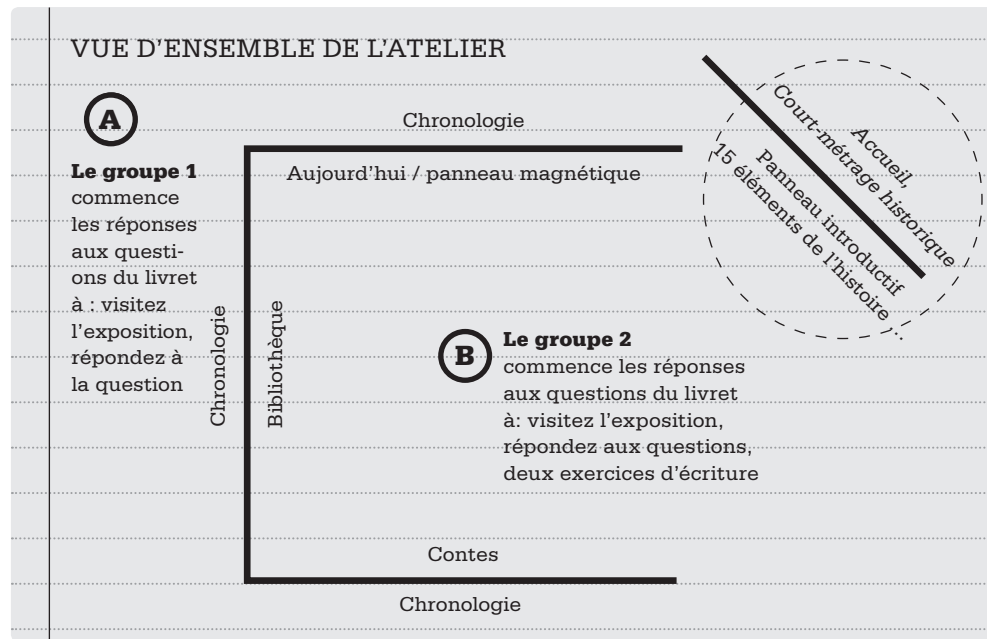 VUE D'ENSEMBLE DE L'ATELIER
A
Le groupe 1
commence
les réponses
aux questi-
ons du livret
à : visitez
l'exposition,
répondez à
la question
Chronologie
Aujourd'hui / panneau magnétique
Accueil,
Court-métrage historique
Panneau introductif
15 éléments de l'histoire ...
Chronologie
Bibliothèque
B
Le groupe 2
commence les réponses
aux questions du livret
à: visitez l'exposition,
répondez aux questions,
deux exercices d'écriture
Contes
Chronologie